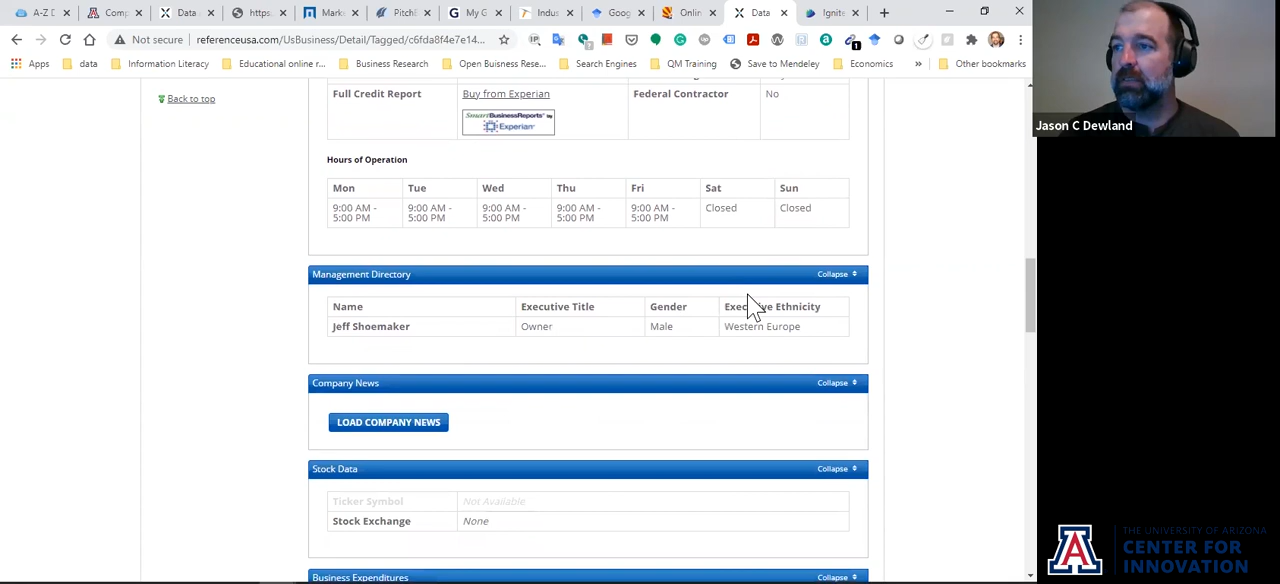 A-Z D
Comp
Data
https:
Mark
PitchB
My G
Indus
Goog
Onlin
Data
Ignite
Not secure
referenceusa.com/UsBusiness/Detail/Tagged/c6fda8f4e7e14...
Apps
data
Information Literacy
Educational online r...
Business Research
Open Buisness Rese...
Search Engines
QM Training
Save to Mendeley
Economics
»
Other bookmarks
Back to top
Full Credit Report
Buy from Experian
Federal Contractor
No
SmartBusinessReports by
Experian
Hours of Operation
Mon Tue Wed Thu Fri Sat Sun
9:00 AM - 9:00 AM - 9:00 AM - 9:00 AM - 9:00 AM - Closed Closed
5:00 PM 5:00 PM 5:00 PM 5:00 PM 5:00 PM
Management Directory
Collapse
Name Executive Title Gender Ethnicity
Jeff Shoemaker Owner Male Western Europe
Company News
Collapse
LOAD COMPANY NEWS
Stock Data
Collapse
Ticker Symbol Not Available
Stock Exchange None
Business Expenditures
Collapse
Jason C Dewland
A
THE UNIVERSITY OF ARIZONA
CENTER FOR
INNOVATION